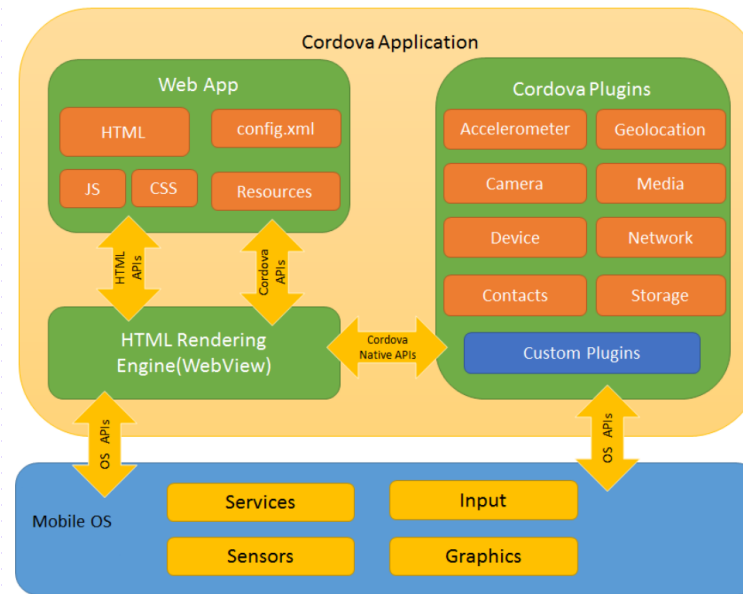 Cordova Application
Web App
HTML
config.xml
JS
CSS
Resources
HTML
APIs
Cordova
APIs
HTML Rendering
Engine(WebView)
Cordova
Native APIs
Cordova Plugins
Accelerometer
Geolocation
Camera
Media
Device
Network
Contacts
Storage
Custom Plugins
OS APIs
OS APIs
Mobile OS
Services
Input
Sensors
Graphics